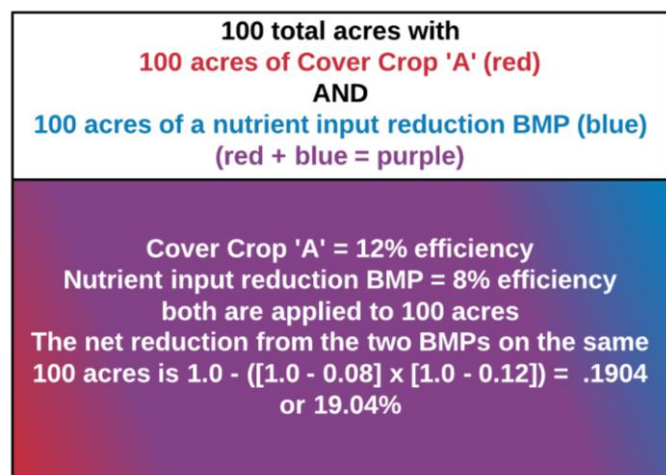 100 total acres with
100 acres of Cover Crop 'A' (red)
AND
100 acres of a nutrient input reduction BMP (blue)
(red + blue = purple)
Cover Crop 'A' = 12% efficiency
Nutrient input reduction BMP = 8% efficiency
both are applied to 100 acres
The net reduction from the two BMPs on the same
100 acres is 1.0 - ([1.0 - 0.08] x [1.0 - 0.12]) = .1904
or 19.04%